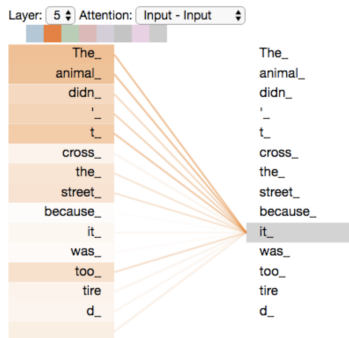 Layer: 5 Attention: Input - Input
The_ The_
animal_ animal_
didn_ didn_
'_ '_
t_ t_
cross_ cross_
the_ the_
street_ street_
because_ because_
it_ it_
was_ was_
too_ too_
tire tire
d_ d_